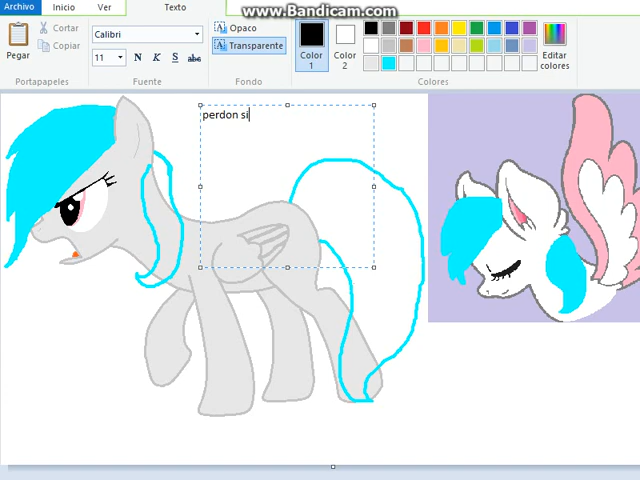 www.Bandicam.com
Archivo Inicio Ver Texto
Pegar
Cortar
Copiar
Calibri
11 N K S abc
Opaco
Transparente
Color 1
Color 2
Editar colores
Portapapeles Fuente Fondo Colores
perdon si